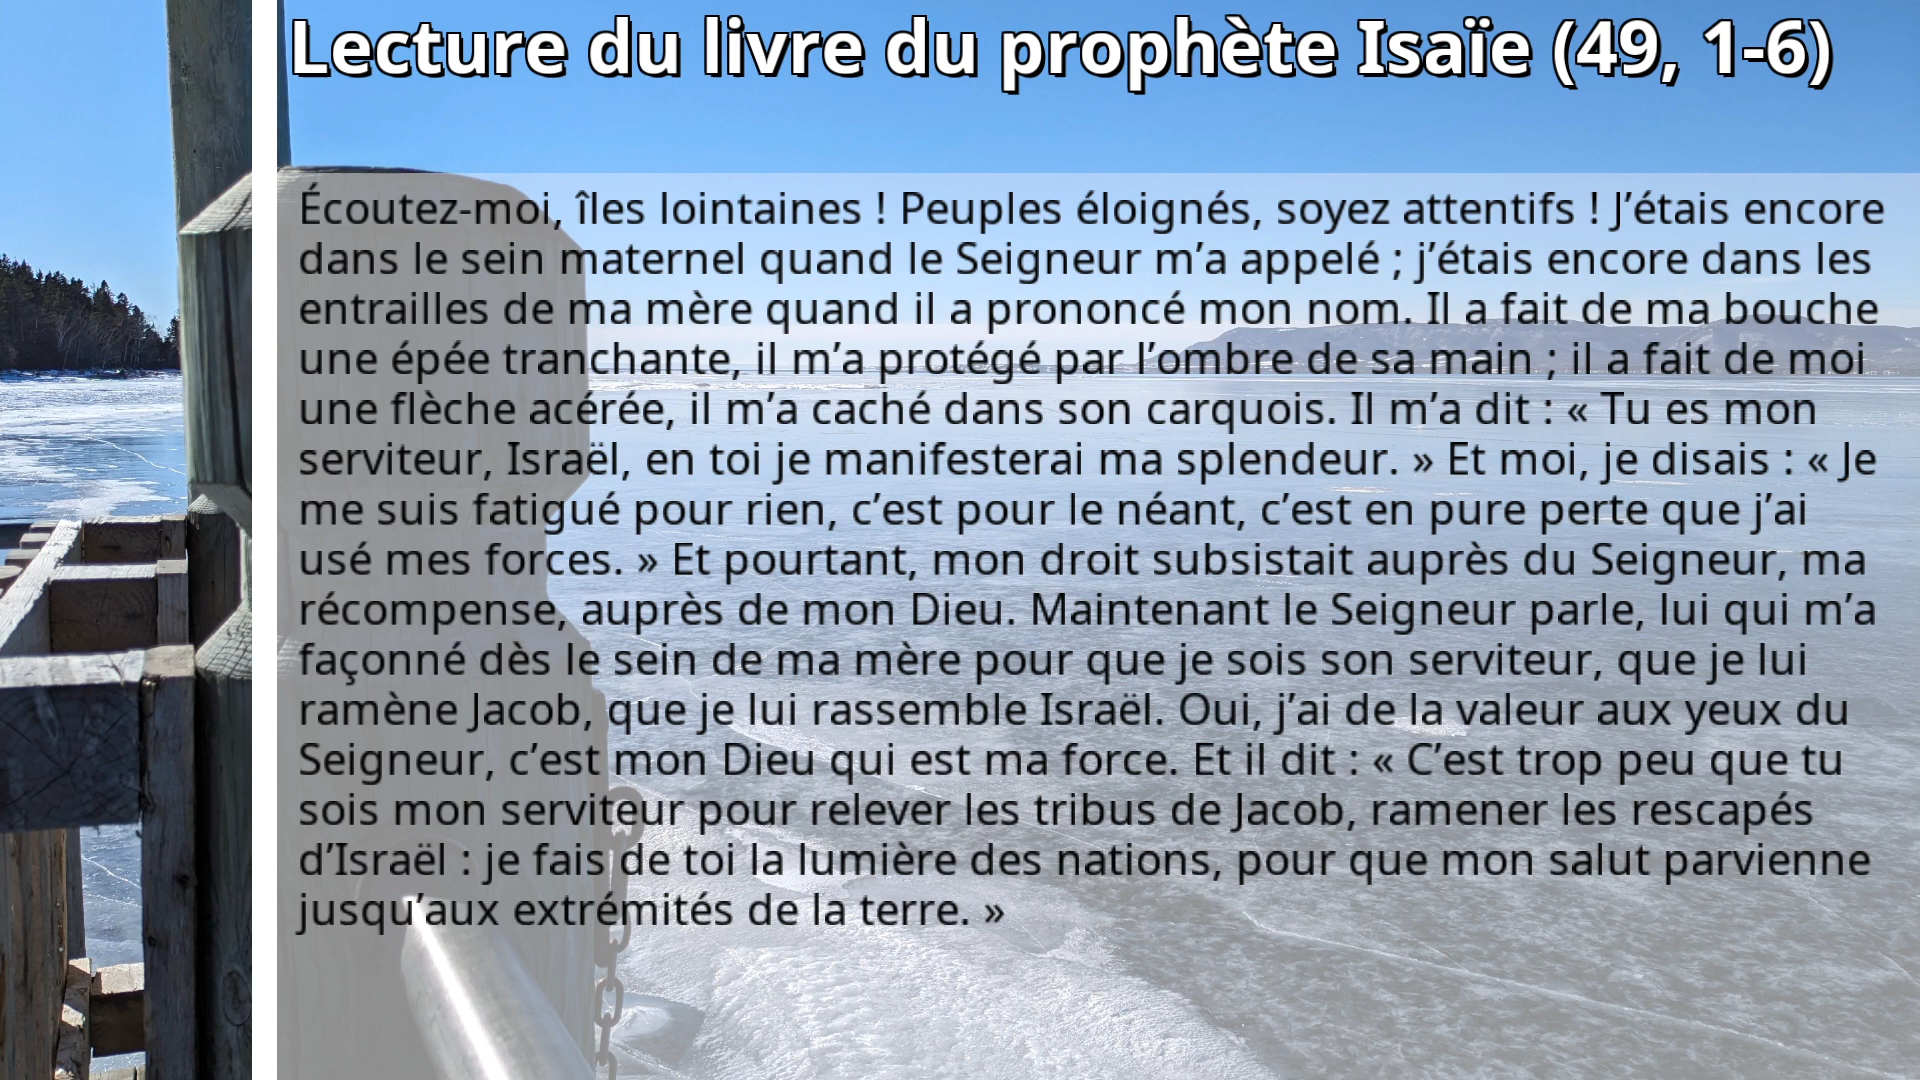 Lecture du livre du prophète Isaïe (49, 1-6)
Écoutez-moi, îles lointaines ! Peuples éloignés, soyez attentifs ! J’étais encore
dans le sein maternel quand le Seigneur m’a appelé ; j’étais encore dans les
entrailles de ma mère quand il a prononcé mon nom. Il a fait de ma bouche
une épée tranchante, il m’a protégé par l’ombre de sa main ; il a fait de moi
une flèche acérée, il m’a caché dans son carquois. Il m’a dit : « Tu es mon
serviteur, Israël, en toi je manifesterai ma splendeur. » Et moi, je disais : « Je
me suis fatigué pour rien, c’est pour le néant, c’est en pure perte que j’ai
usé mes forces. » Et pourtant, mon droit subsistait auprès du Seigneur, ma
récompense, auprès de mon Dieu. Maintenant le Seigneur parle, lui qui m’a
façonné dès le sein de ma mère pour que je sois son serviteur, que je lui
ramène Jacob, que je lui rassemble Israël. Oui, j’ai de la valeur aux yeux du
Seigneur, c’est mon Dieu qui est ma force. Et il dit : « C’est trop peu que tu
sois mon serviteur pour relever les tribus de Jacob, ramener les rescapés
d’Israël : je fais de toi la lumière des nations, pour que mon salut parvienne
jusqu’aux extrémités de la terre. »